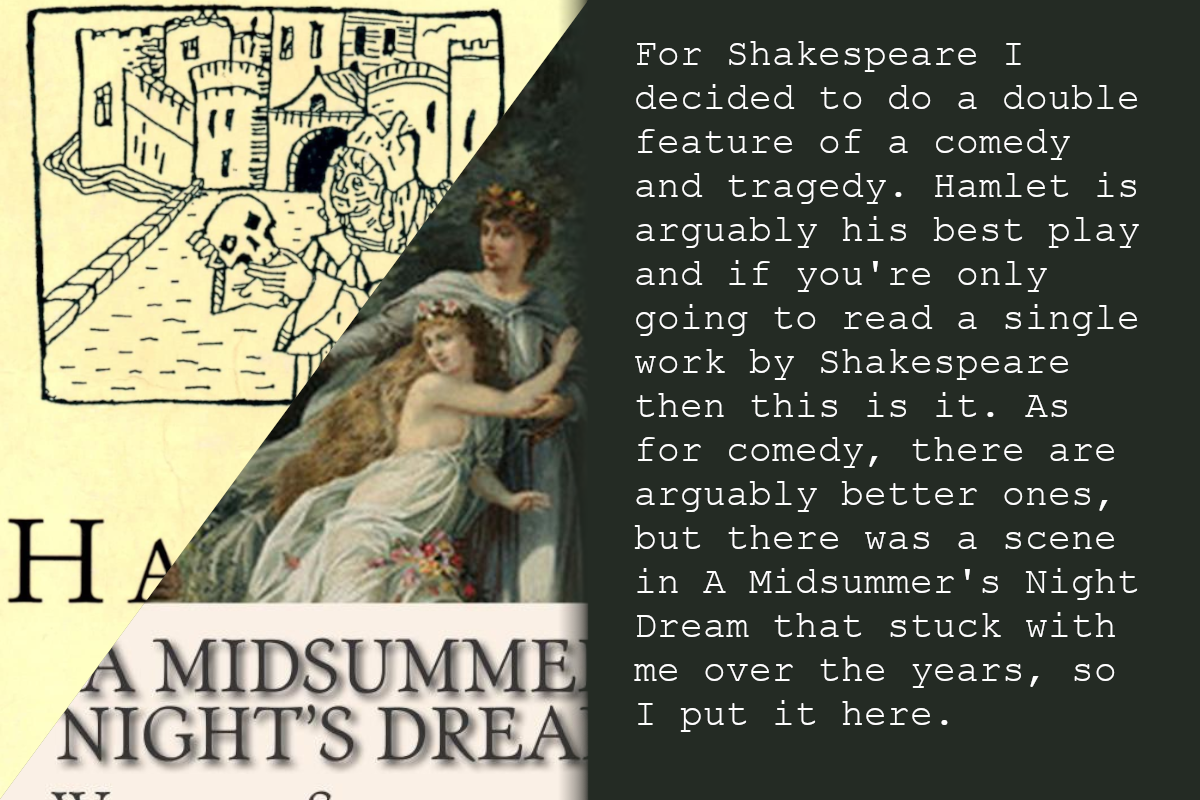 HA
A MIDSUMME
NIGHT'S DREA
For Shakespeare I
decided to do a double
feature of a comedy
and tragedy. Hamlet is
arguably his best play
and if you're only
going to read a single
work by Shakespeare
then this is it. As
for comedy, there are
arguably better ones,
but there was a scene
in A Midsummer's Night
Dream that stuck with
me over the years, so
I put it here.